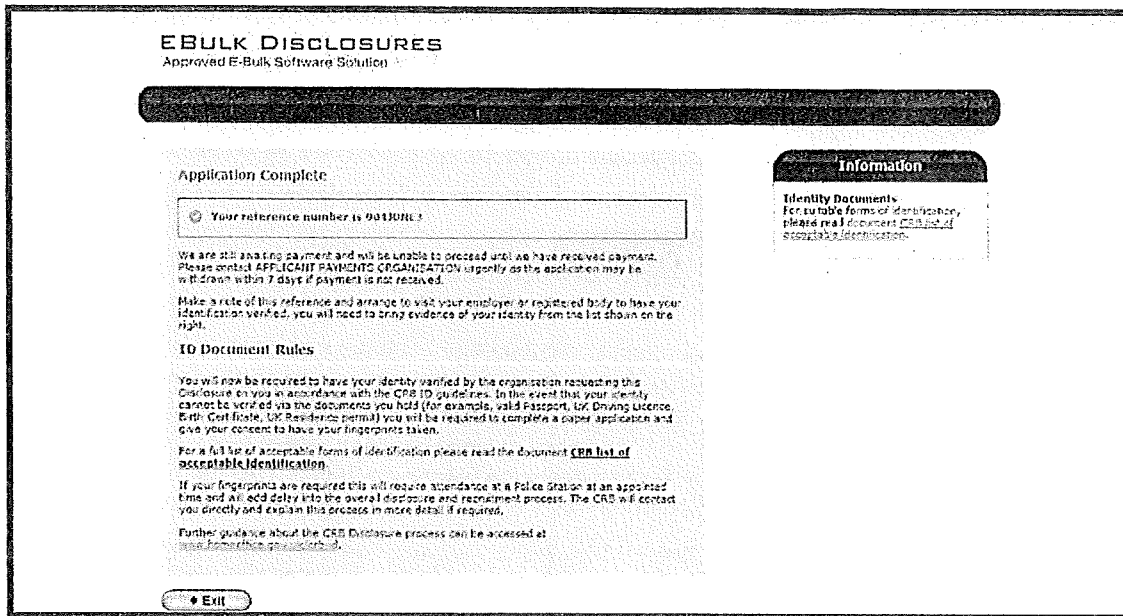 EBULK DISCLOSURES
Approved E-Bulk Software Solution
Application Complete
Your reference number is
We are still awaiting payment and will be unable to proceed until we have received payment.
Please contact APPLICANT PAYMENTS ORGANISATION urgently as the application may be
withdrawn within 7 days if payment is not received.
Make a note of this reference and arrange to visit your employer or registered body to have your
identification verified, you will need to bring evidence of your identity from the list shown on the
right.
ID Document Rules
You will now be required to have your identity verified by the organisation requesting this
Disclosure on you in accordance with the CRB ID guidelines. In the event that your identity
cannot be verified via the documents you hold (for example, valid Passport, UK Driving Licence,
Birth Certificate, UK Residence permit) you will be required to complete a paper application and
give your consent to have your fingerprints taken.
For a full list of acceptable forms of identification please read the document CRB list of
acceptable identification.
If your fingerprints are required this will require attendance at a Police Station at an appointed
time and will add delay into the overall disclosure and recruitment process. The CRB will contact
you directly and explain this process in more detail if required.
Further guidance about the CRB Disclosure process can be accessed at
Exit
Information
Identity Documents
For suitable forms of identification,
please read document CRB list of
acceptable identification.